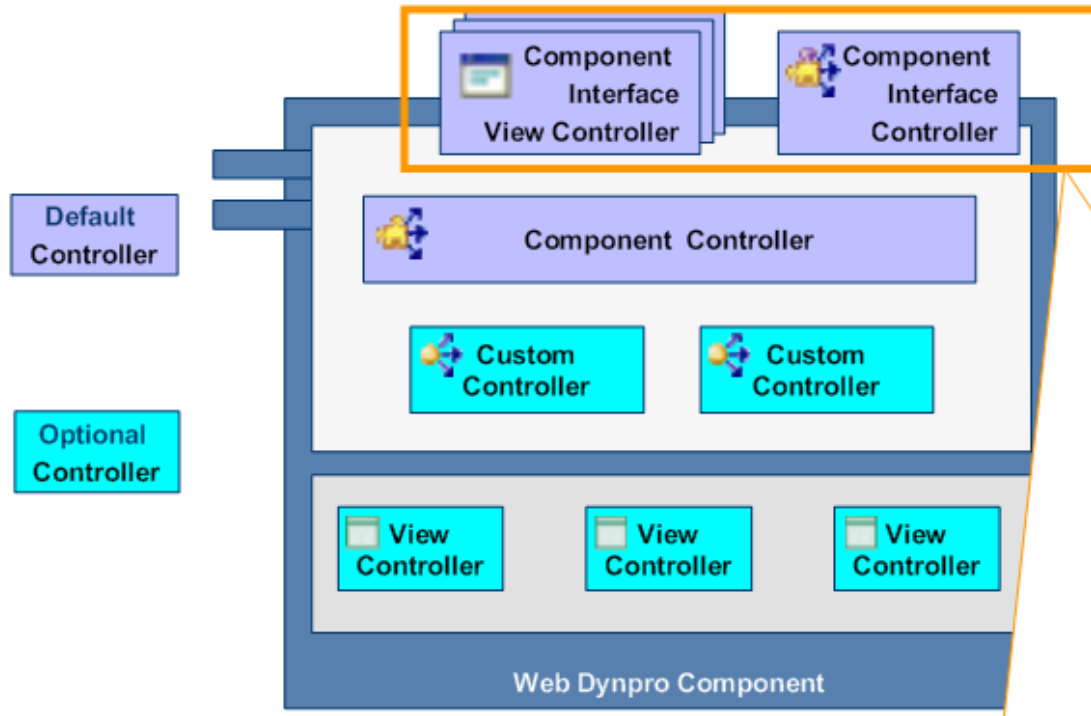 Component
Interface
View Controller
Component
Interface
Controller
Default
Controller
Component Controller
Custom
Controller
Custom
Controller
Optional
Controller
View
Controller
View
Controller
View
Controller
Web Dynpro Component